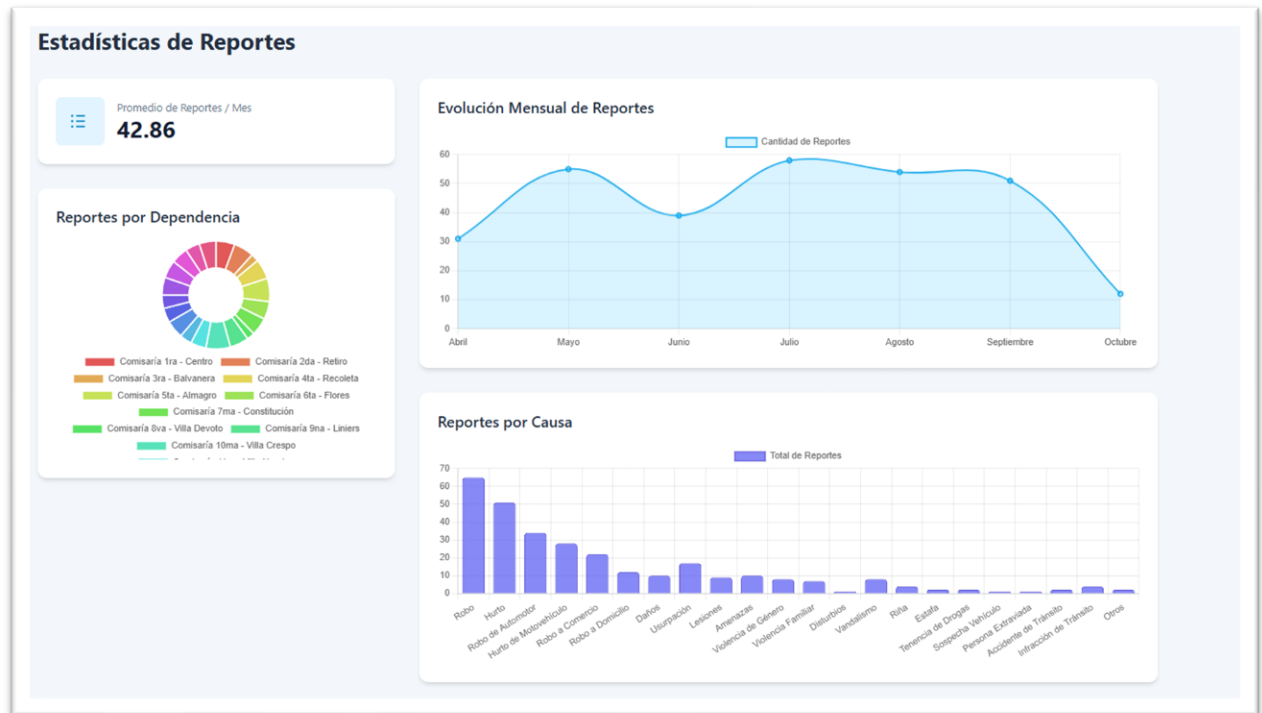 Estadísticas de Reportes
Promedio de Reportes / Mes
42.86
Reportes por Dependencia
Comisaría 1ra - Centro Comisaría 2da - Retiro
Comisaría 3ra - Balvanera Comisaría 4ta - Recoleta
Comisaría 5ta - Almagro Comisaría 6ta - Flores
Comisaría 7ma - Constitución
Comisaría 8va - Villa Devoto Comisaría 9na - Liniers
Comisaría 10ma - Villa Crespo
Evolución Mensual de Reportes
Cantidad de Reportes
60
50
40
30
20
10
0
Abril Mayo Junio Julio Agosto Septiembre Octubre
Reportes por Causa
Total de Reportes
70
60
50
40
30
20
10
0
Robo
Hurto
Robo de Automotor
Hurto de Motovehículo
Robo a Comercio
Robo a Domicilio
Daños
Usurpación
Lesiones
Amenazas
Violencia de Género
Violencia Familiar
Disturbios
Vandalismo
Riña
Estafa
Tenencia de Drogas
Sospecha Vehículo
Persona Extraviada
Accidente de Tránsito
Infracción de Tránsito
Otros